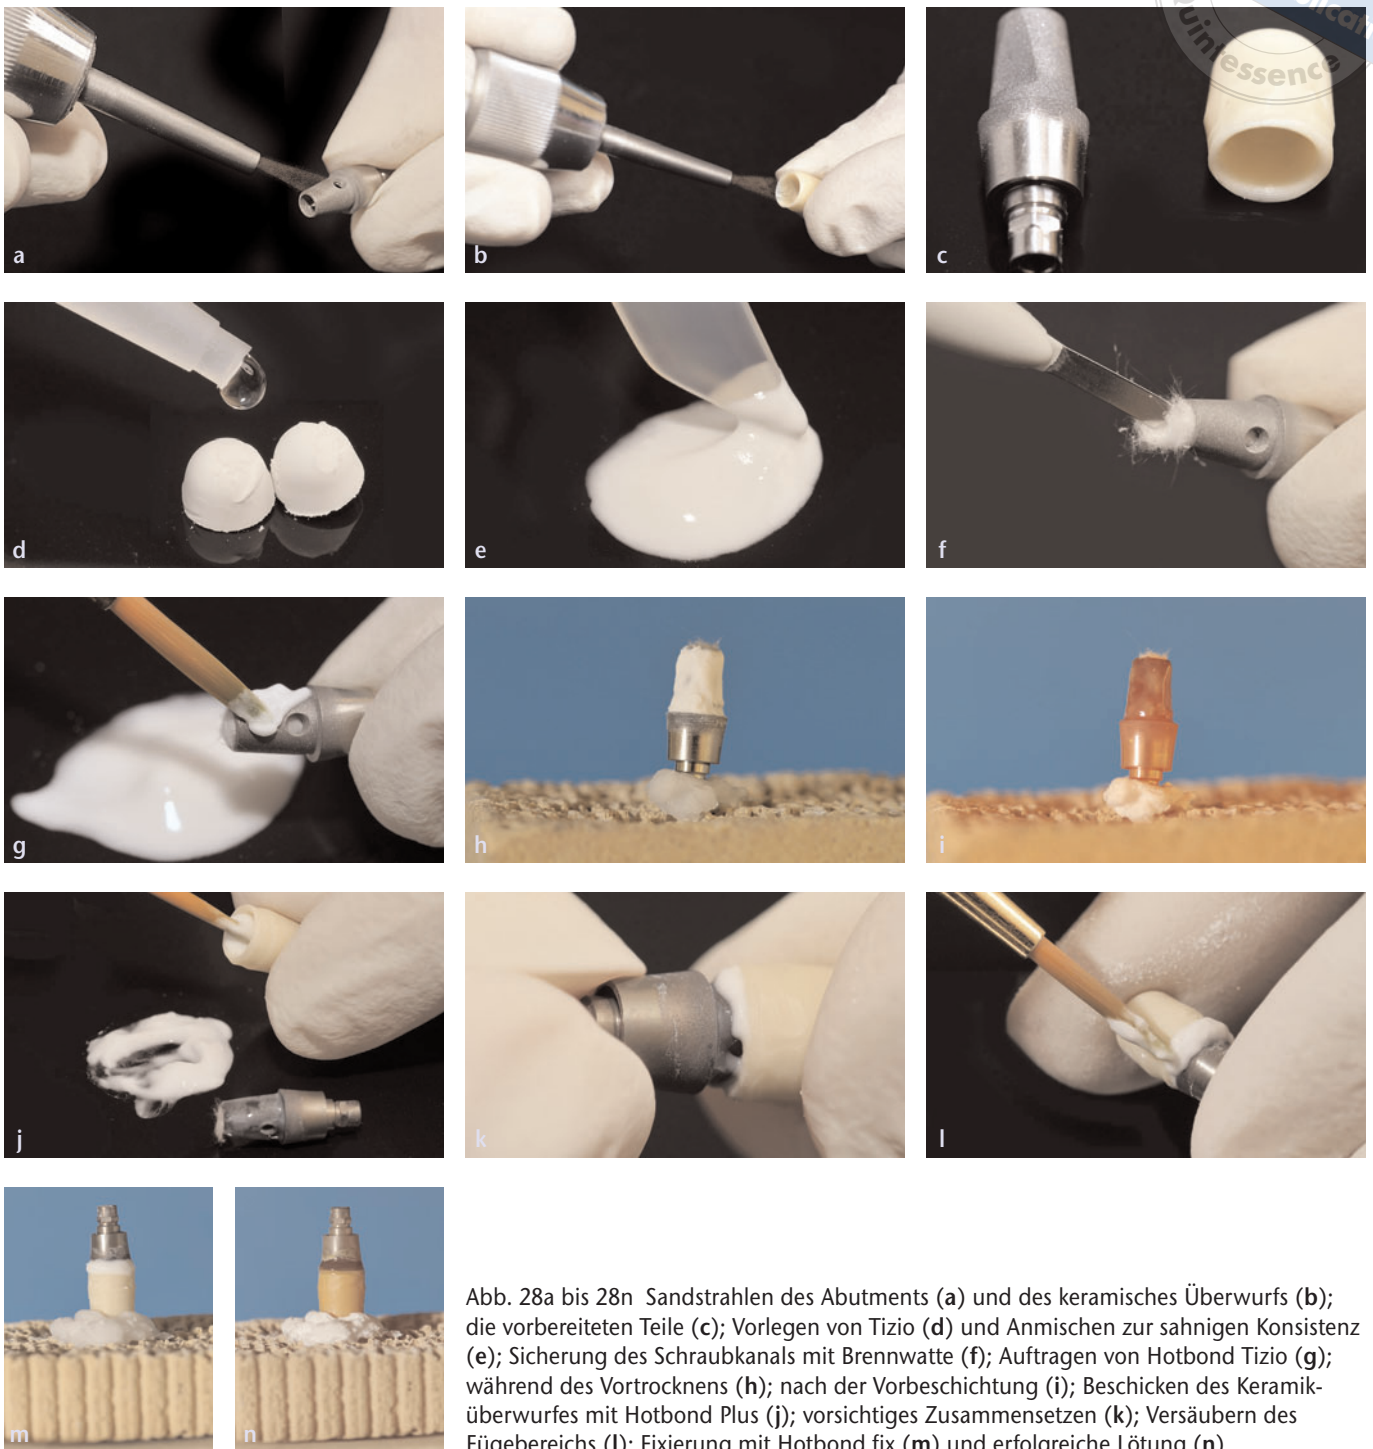 Quintessence
a
b
c
d
e
f
g
h
i
j
k
l
m
n
Abb. 28a bis 28n Sandstrahlen des Abutments (a) und des keramisches Überwurfs (b);
die vorbereiteten Teile (c); Vorlegen von Tizio (d) und Anmischen zur sahnigen Konsistenz
(e); Sicherung des Schraubkanals mit Brennwatte (f); Auftragen von Hotbond Tizio (g);
während des Vortrocknens (h); nach der Vorbeschichtung (i); Beschicken des Keramik-
überwurfes mit Hotbond Plus (j); vorsichtiges Zusammensetzen (k); Versäubern des
Fügebereichs (l); Fixierung mit Hotbond fix (m) und erfolgreiche Lötung (n)